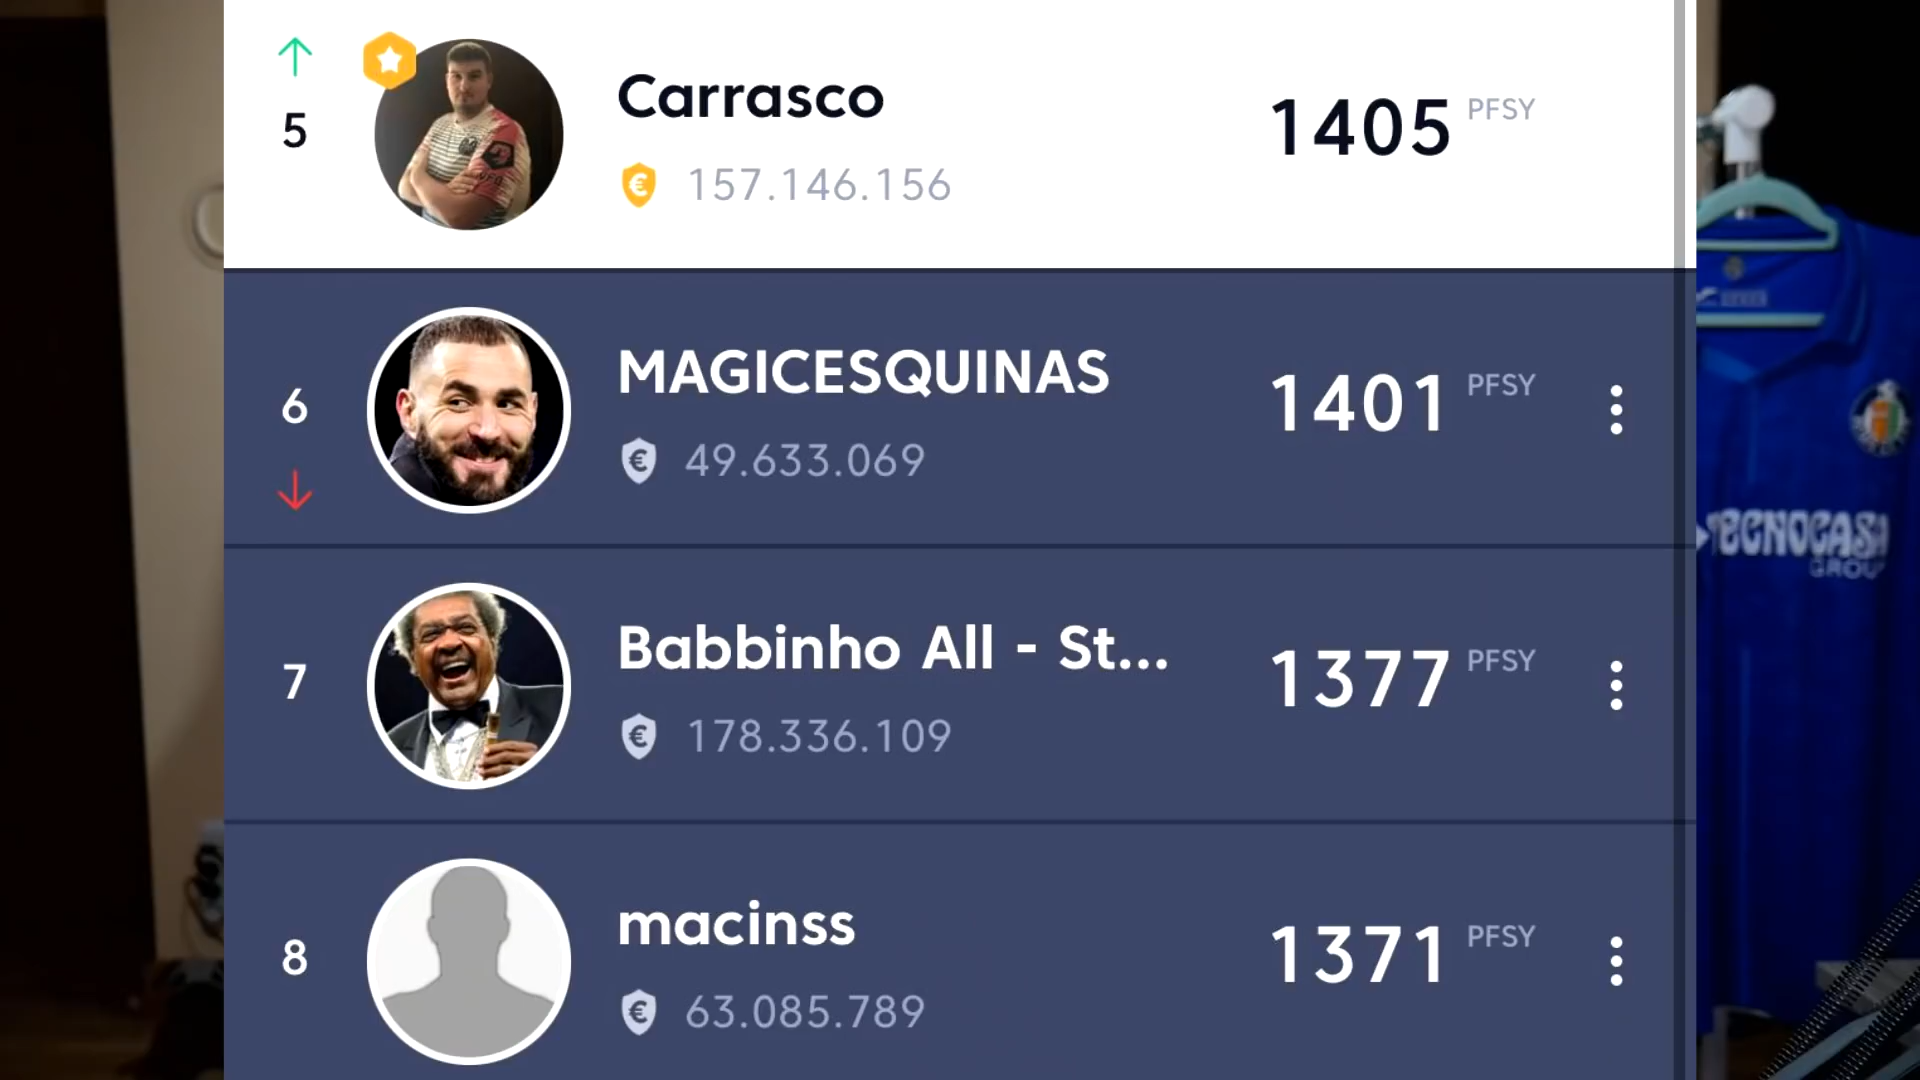 5
Carrasco
157.146.156
1405 PFSY
6
MAGICESQUINAS
49.633.069
1401 PFSY
7
Babbinho All - St...
178.336.109
1377 PFSY
8
macinss
63.085.789
1371 PFSY
TECNOCASA
GROUP